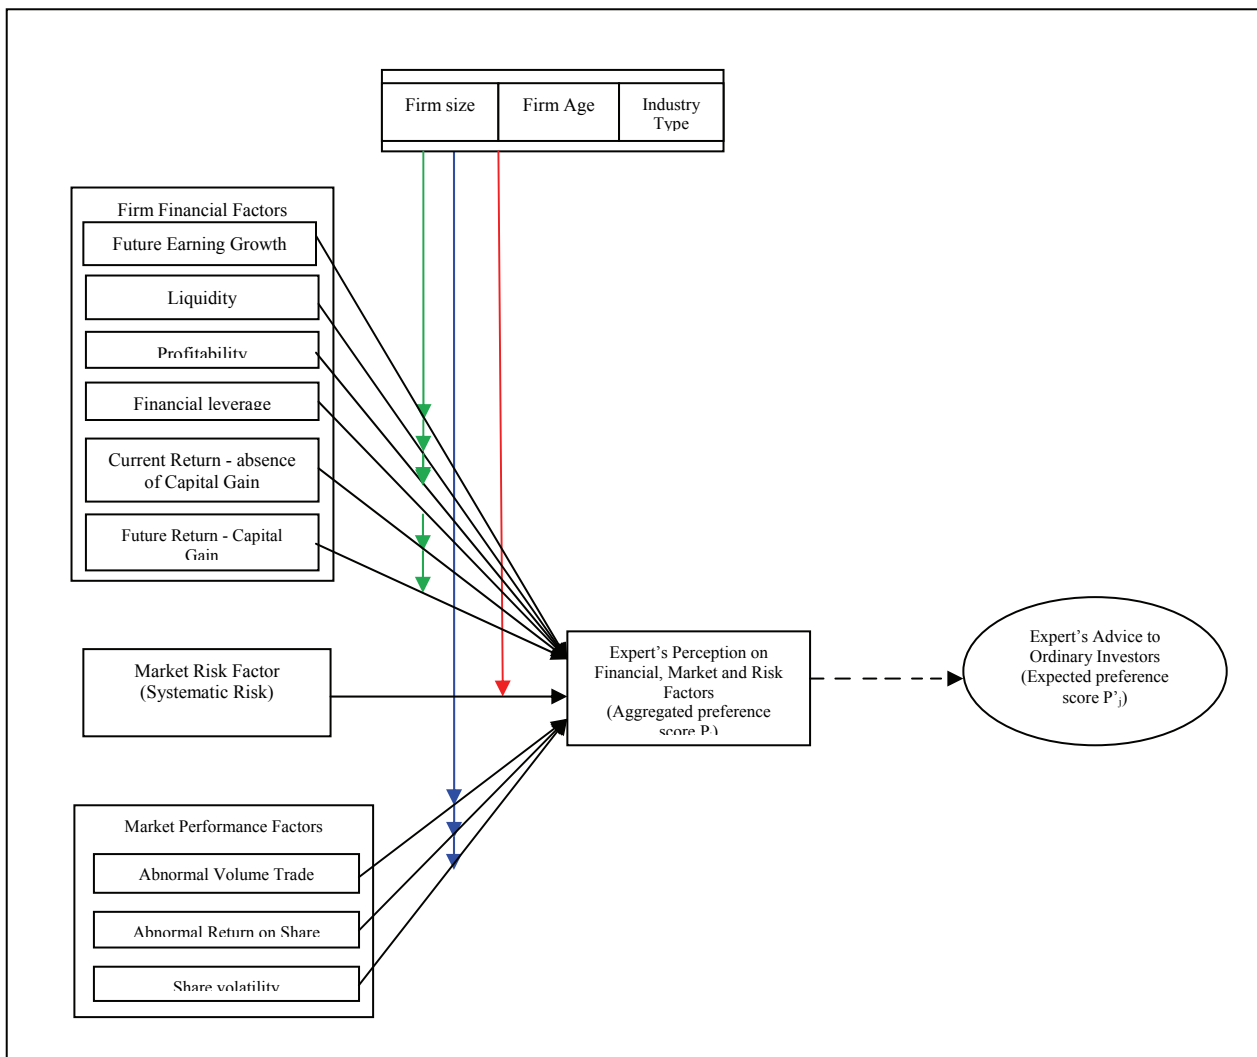 Firm size
Firm Age
Industry
Type
Firm Financial Factors
Future Earning Growth
Liquidity
Profitability
Financial leverage
Current Return - absence
of Capital Gain
Future Return - Capital
Gain
Market Risk Factor
(Systematic Risk)
Market Performance Factors
Abnormal Volume Trade
Abnormal Return on Share
Share volatility
Expert's Perception on
Financial, Market and Risk
Factors
(Aggregated preference
score P)
Expert's Advice to
Ordinary Investors
(Expected preference
score P'j)